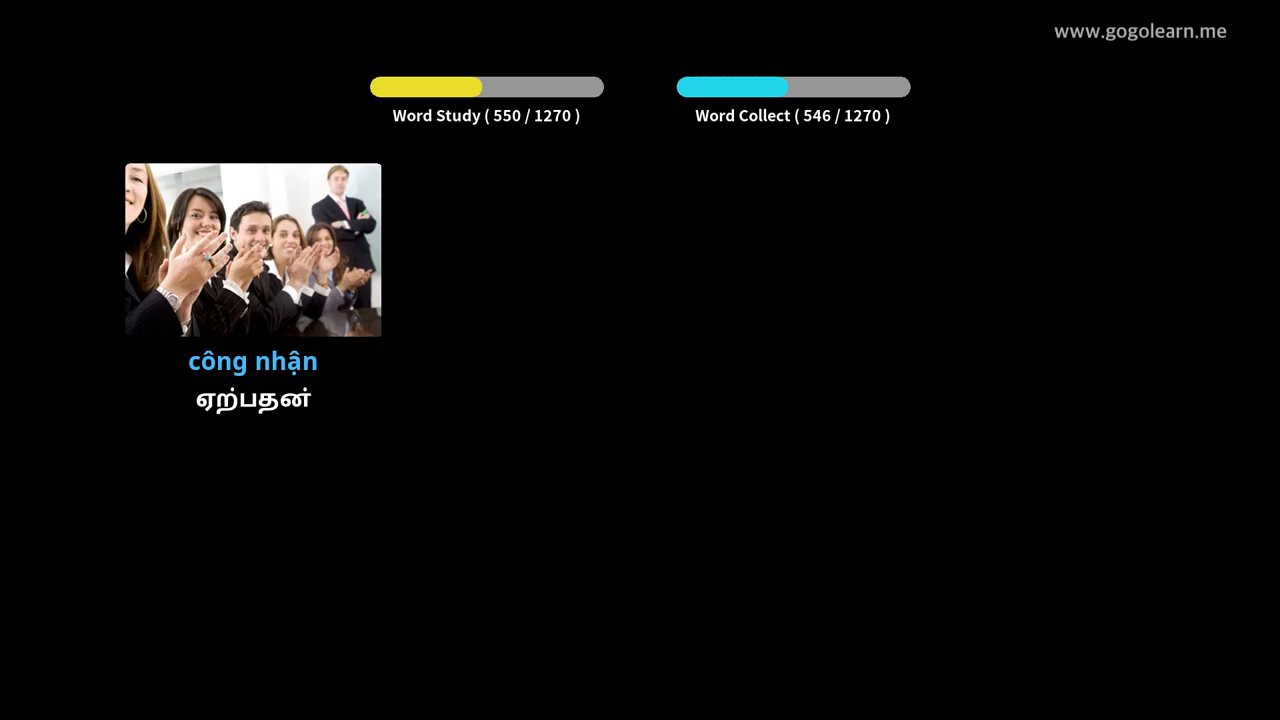 www.gogolearn.me
Word Study ( 550 / 1270 )
Word Collect ( 546 / 1270 )
công nhận
ஏற்பதன்